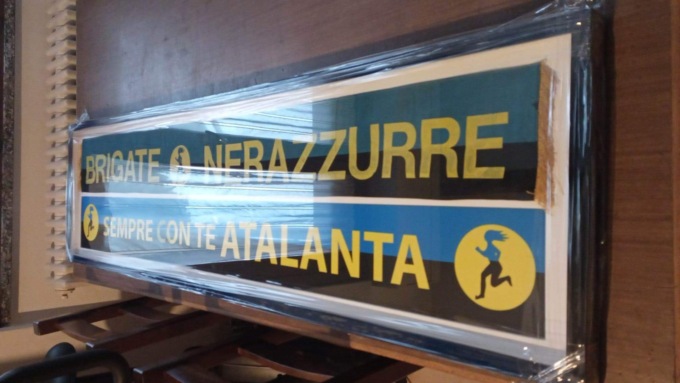 BRIGATE NERAZZURRE
SEMPRE CON TE ATALANTA